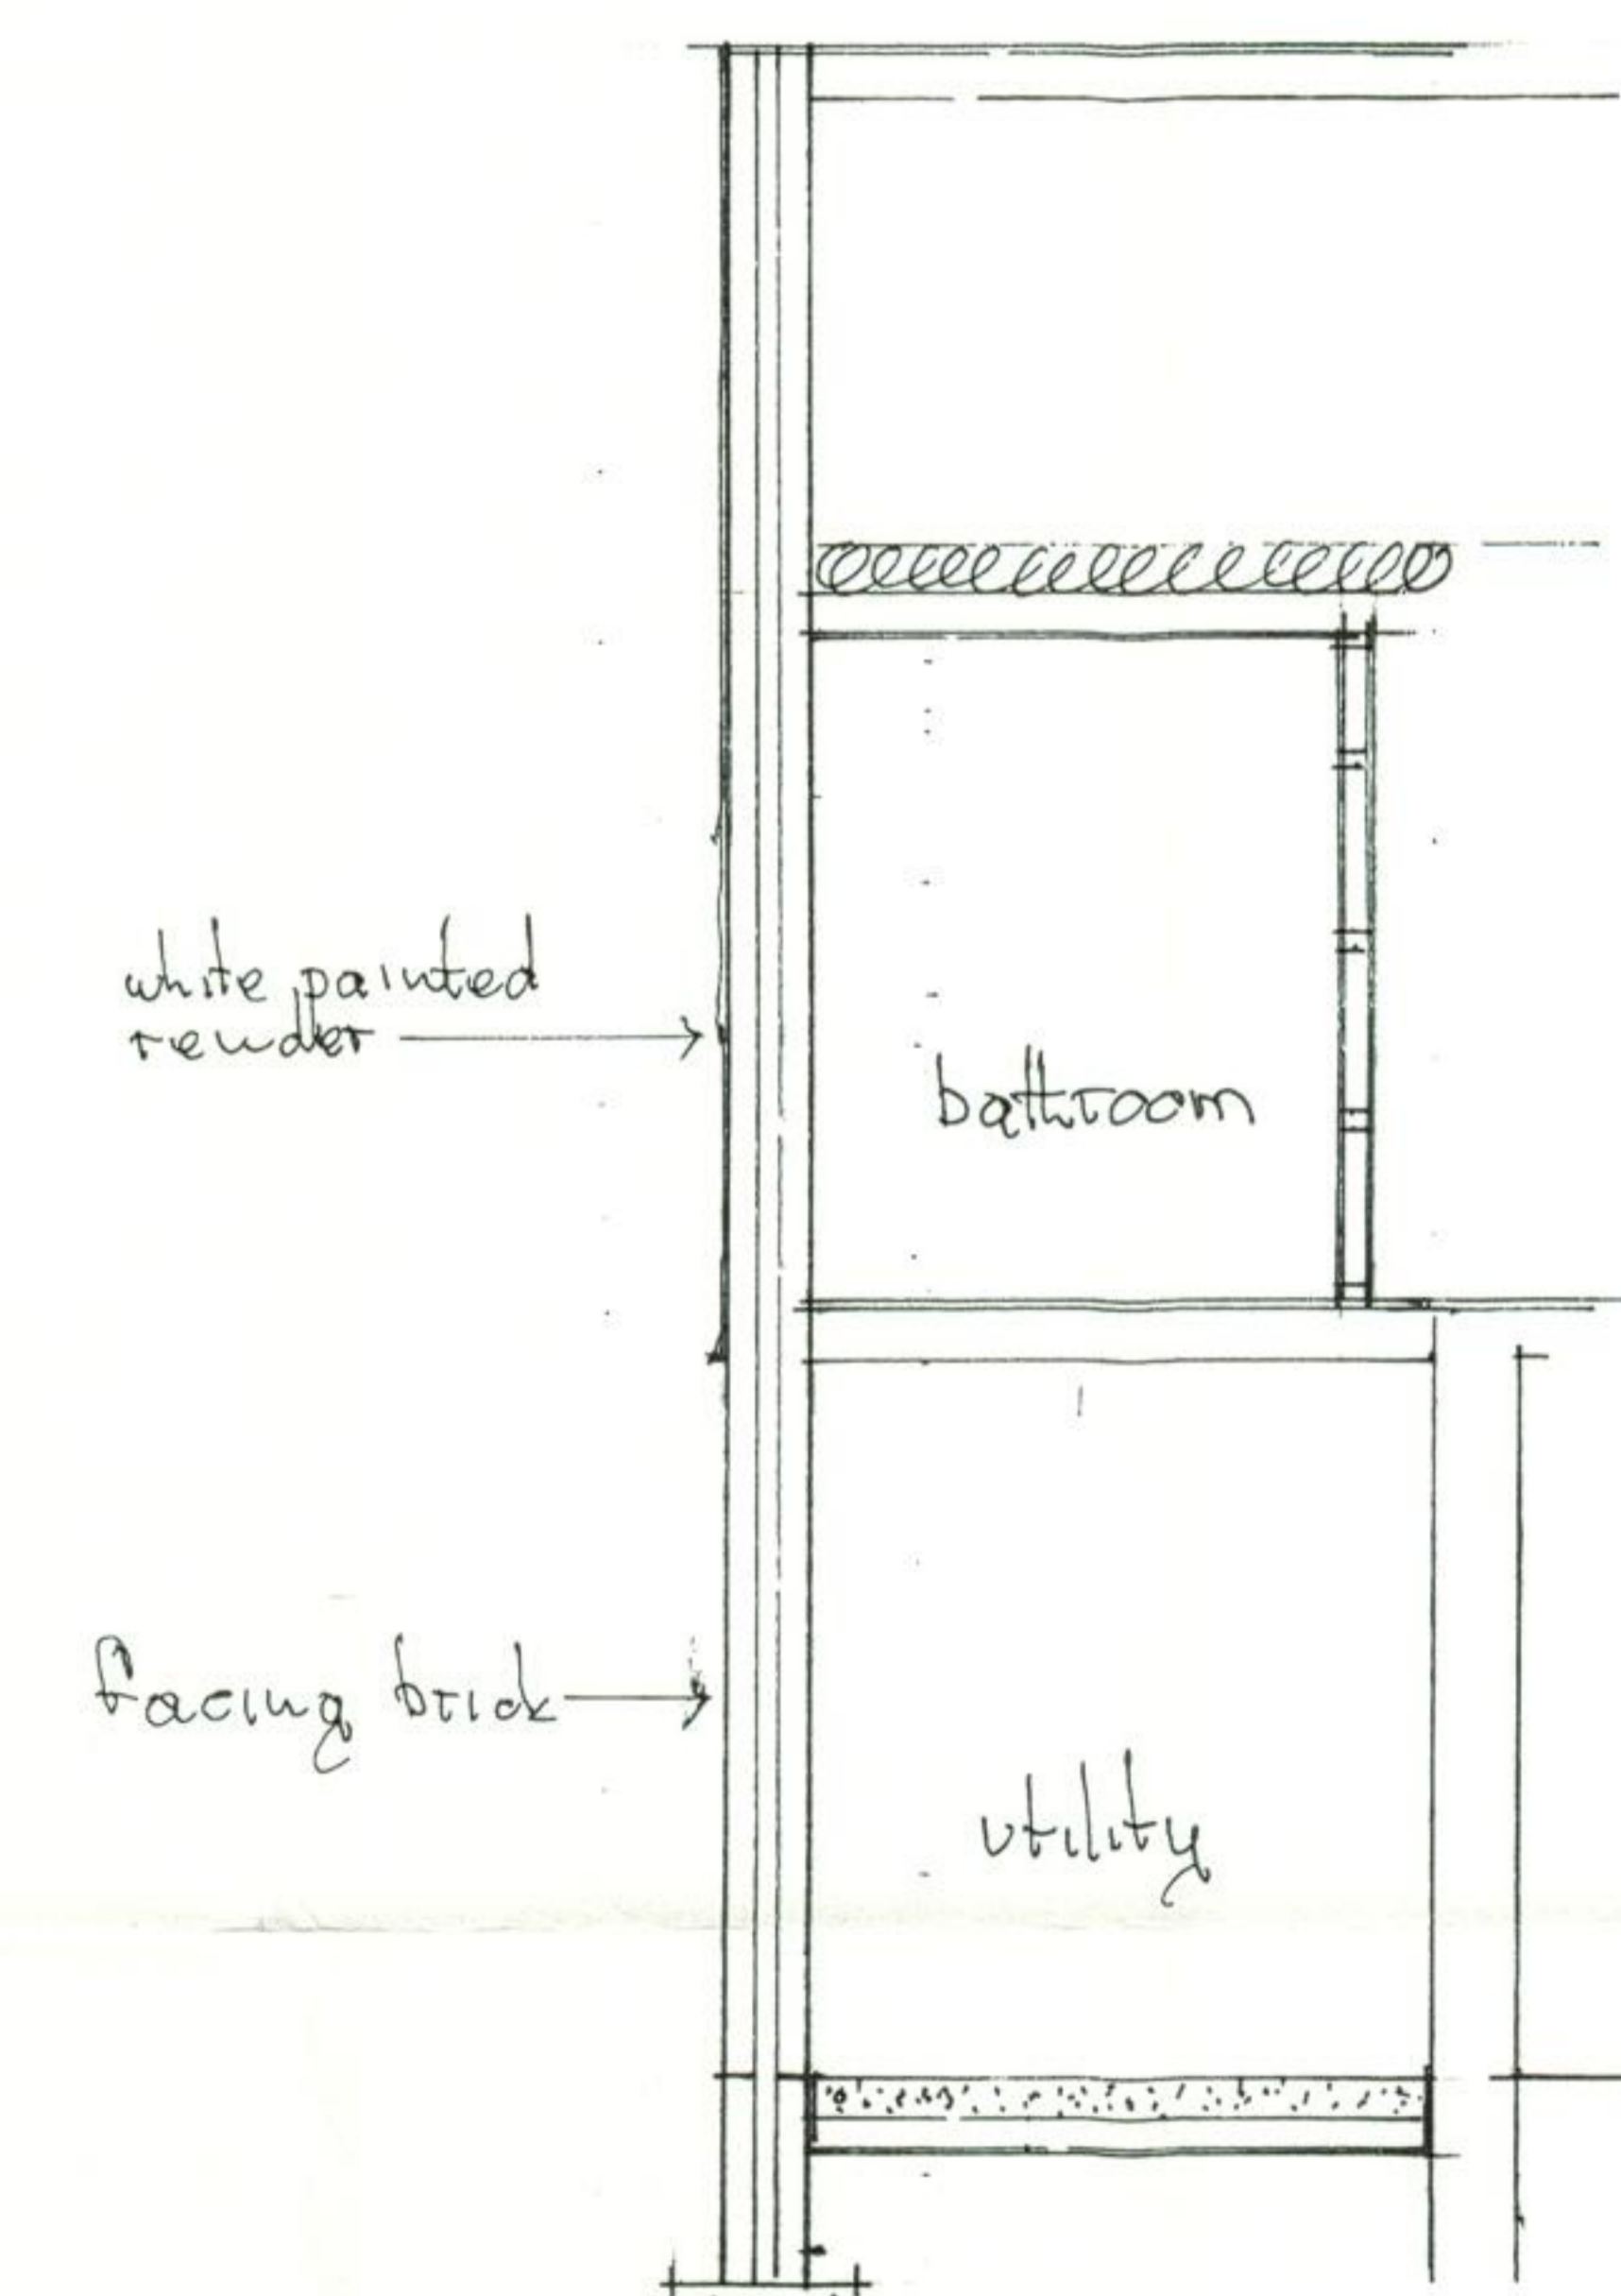 white painted
render
bathroom
facing brick
utility